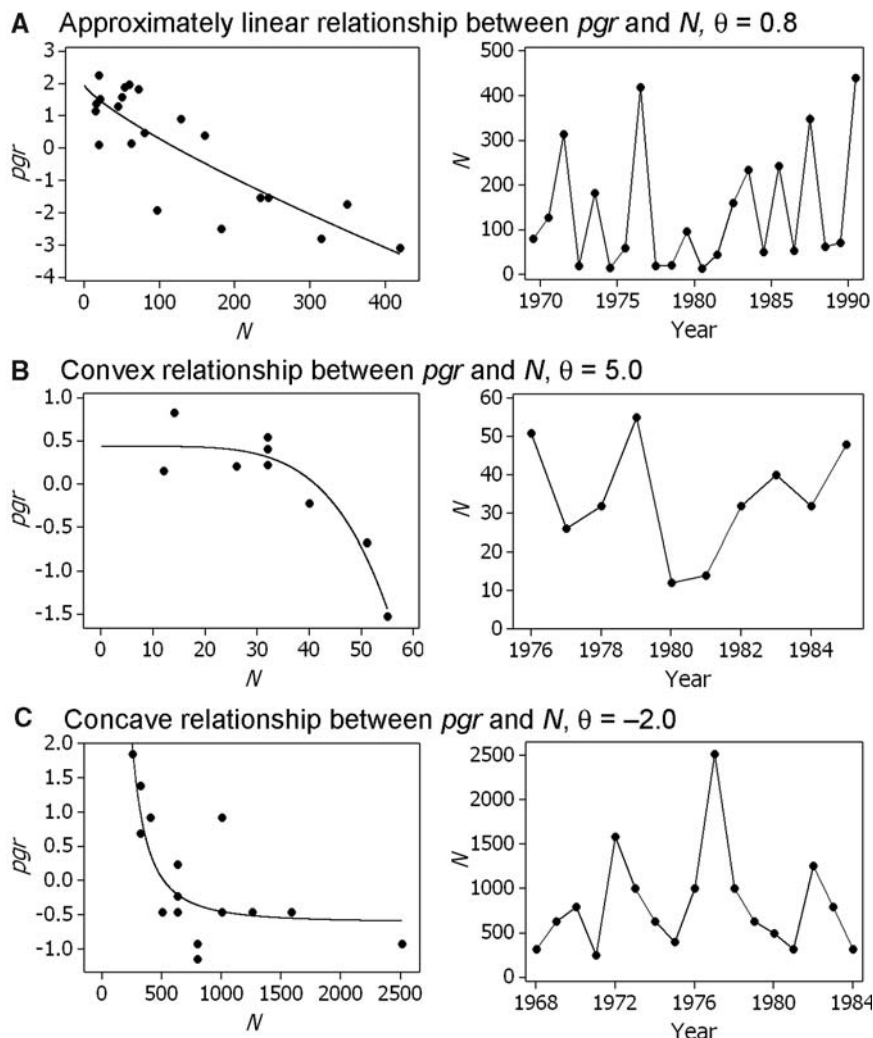 A Approximately linear relationship between pgr and N, θ = 0.8
3
2
1
0
-1
-2
-3
-4
pgr
0 100 200 300 400
N
500
400
300
200
100
0
N
1970 1975 1980 1985 1990
Year
B Convex relationship between pgr and N, θ = 5.0
1.0
0.5
0.0
-0.5
-1.0
-1.5
pgr
0 10 20 30 40 50 60
N
60
50
40
30
20
10
0
N
1976 1978 1980 1982 1984
Year
C Concave relationship between pgr and N, θ = –2.0
2.0
1.5
1.0
0.5
0.0
-0.5
-1.0
pgr
0 500 1000 1500 2000 2500
N
2500
2000
1500
1000
500
0
N
1968 1972 1976 1980 1984
Year